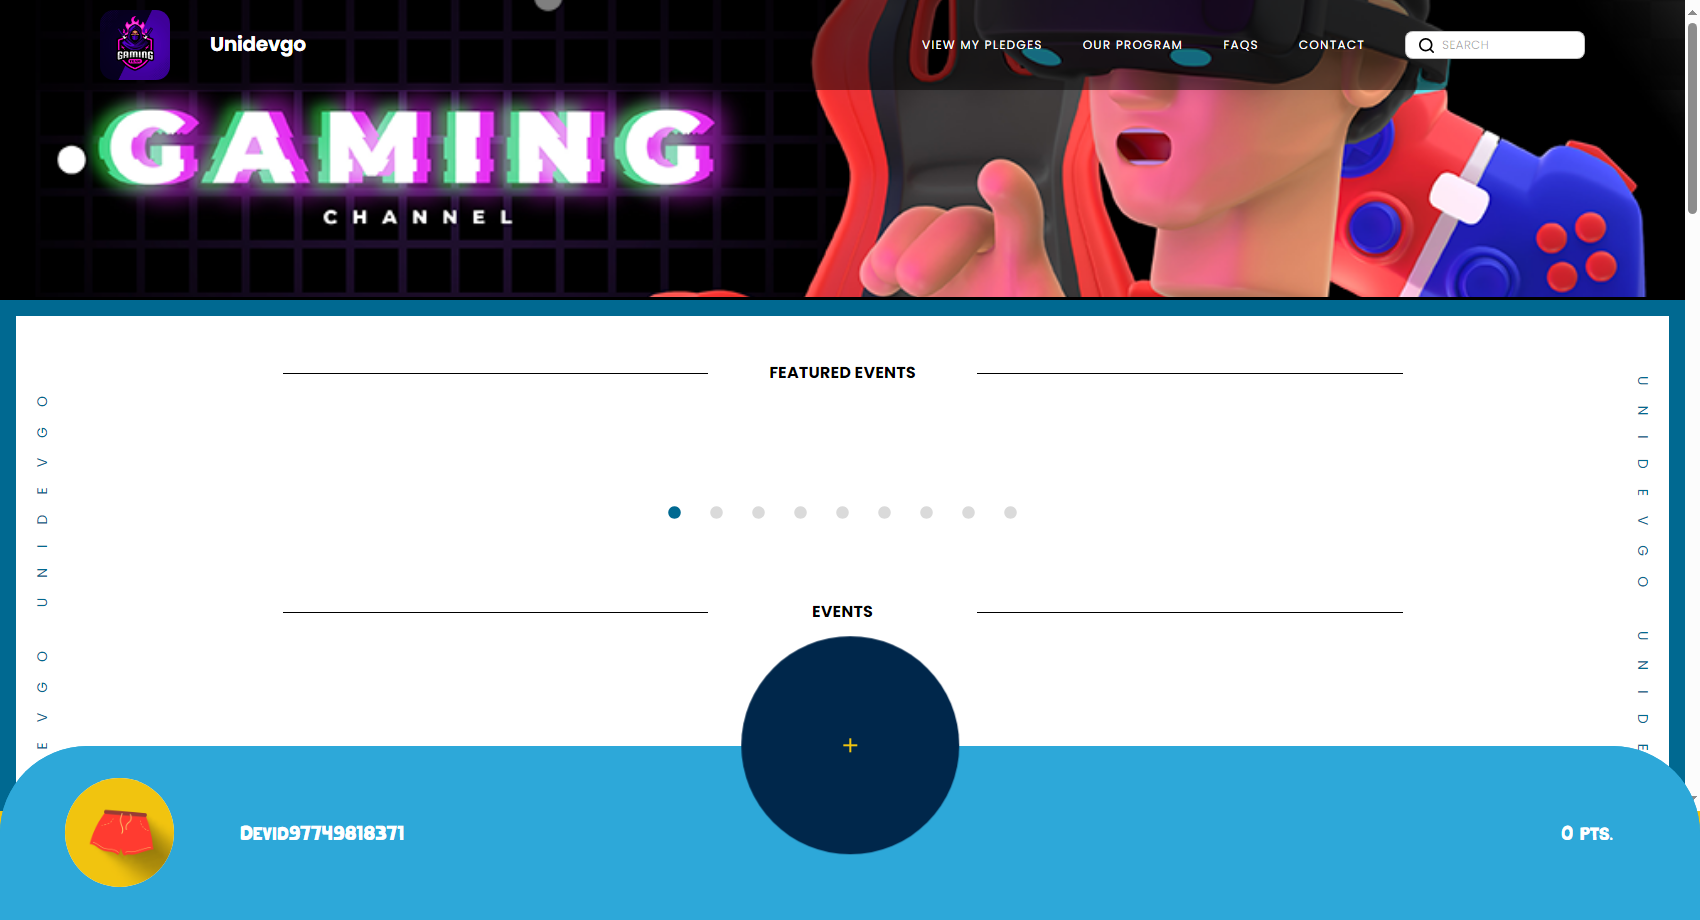 GAMING
Unidevgo
VIEW MY PLEDGES
OUR PROGRAM
FAQS
CONTACT
SEARCH
GAMING
CHANNEL
FEATURED EVENTS
UNIDEVGO
UNIDEVGO
EVENTS
EVGO
UNIDE
+
Devid97749818371
0 PTS.